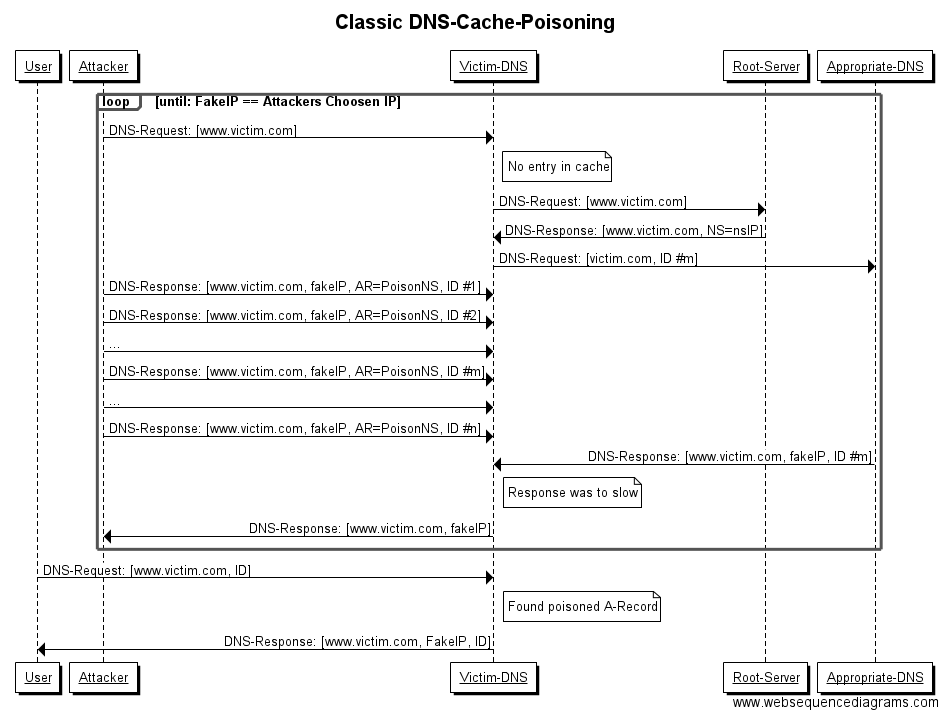 Classic DNS-Cache-Poisoning
User Attacker Victim-DNS Root-Server Appropriate-DNS
loop [until: FakeIP == Attackers Choosen IP]
DNS-Request: [www.victim.com]
No entry in cache
DNS-Request: [www.victim.com]
DNS-Response: [www.victim.com, NS=nsIP]
DNS-Request: [victim.com, ID #m]
DNS-Response: [www.victim.com, fakeIP, AR=PoisonNS, ID #1]
DNS-Response: [www.victim.com, fakeIP, AR=PoisonNS, ID #2]
...
DNS-Response: [www.victim.com, fakeIP, AR=PoisonNS, ID #m]
...
DNS-Response: [www.victim.com, fakeIP, AR=PoisonNS, ID #n]
DNS-Response: [www.victim.com, fakeIP, ID #m]
Response was to slow
DNS-Response: [www.victim.com, fakeIP]
DNS-Request: [www.victim.com, ID]
Found poisoned A-Record
DNS-Response: [www.victim.com, FakeIP, ID]
User Attacker Victim-DNS Root-Server Appropriate-DNS
www.websequencediagrams.com